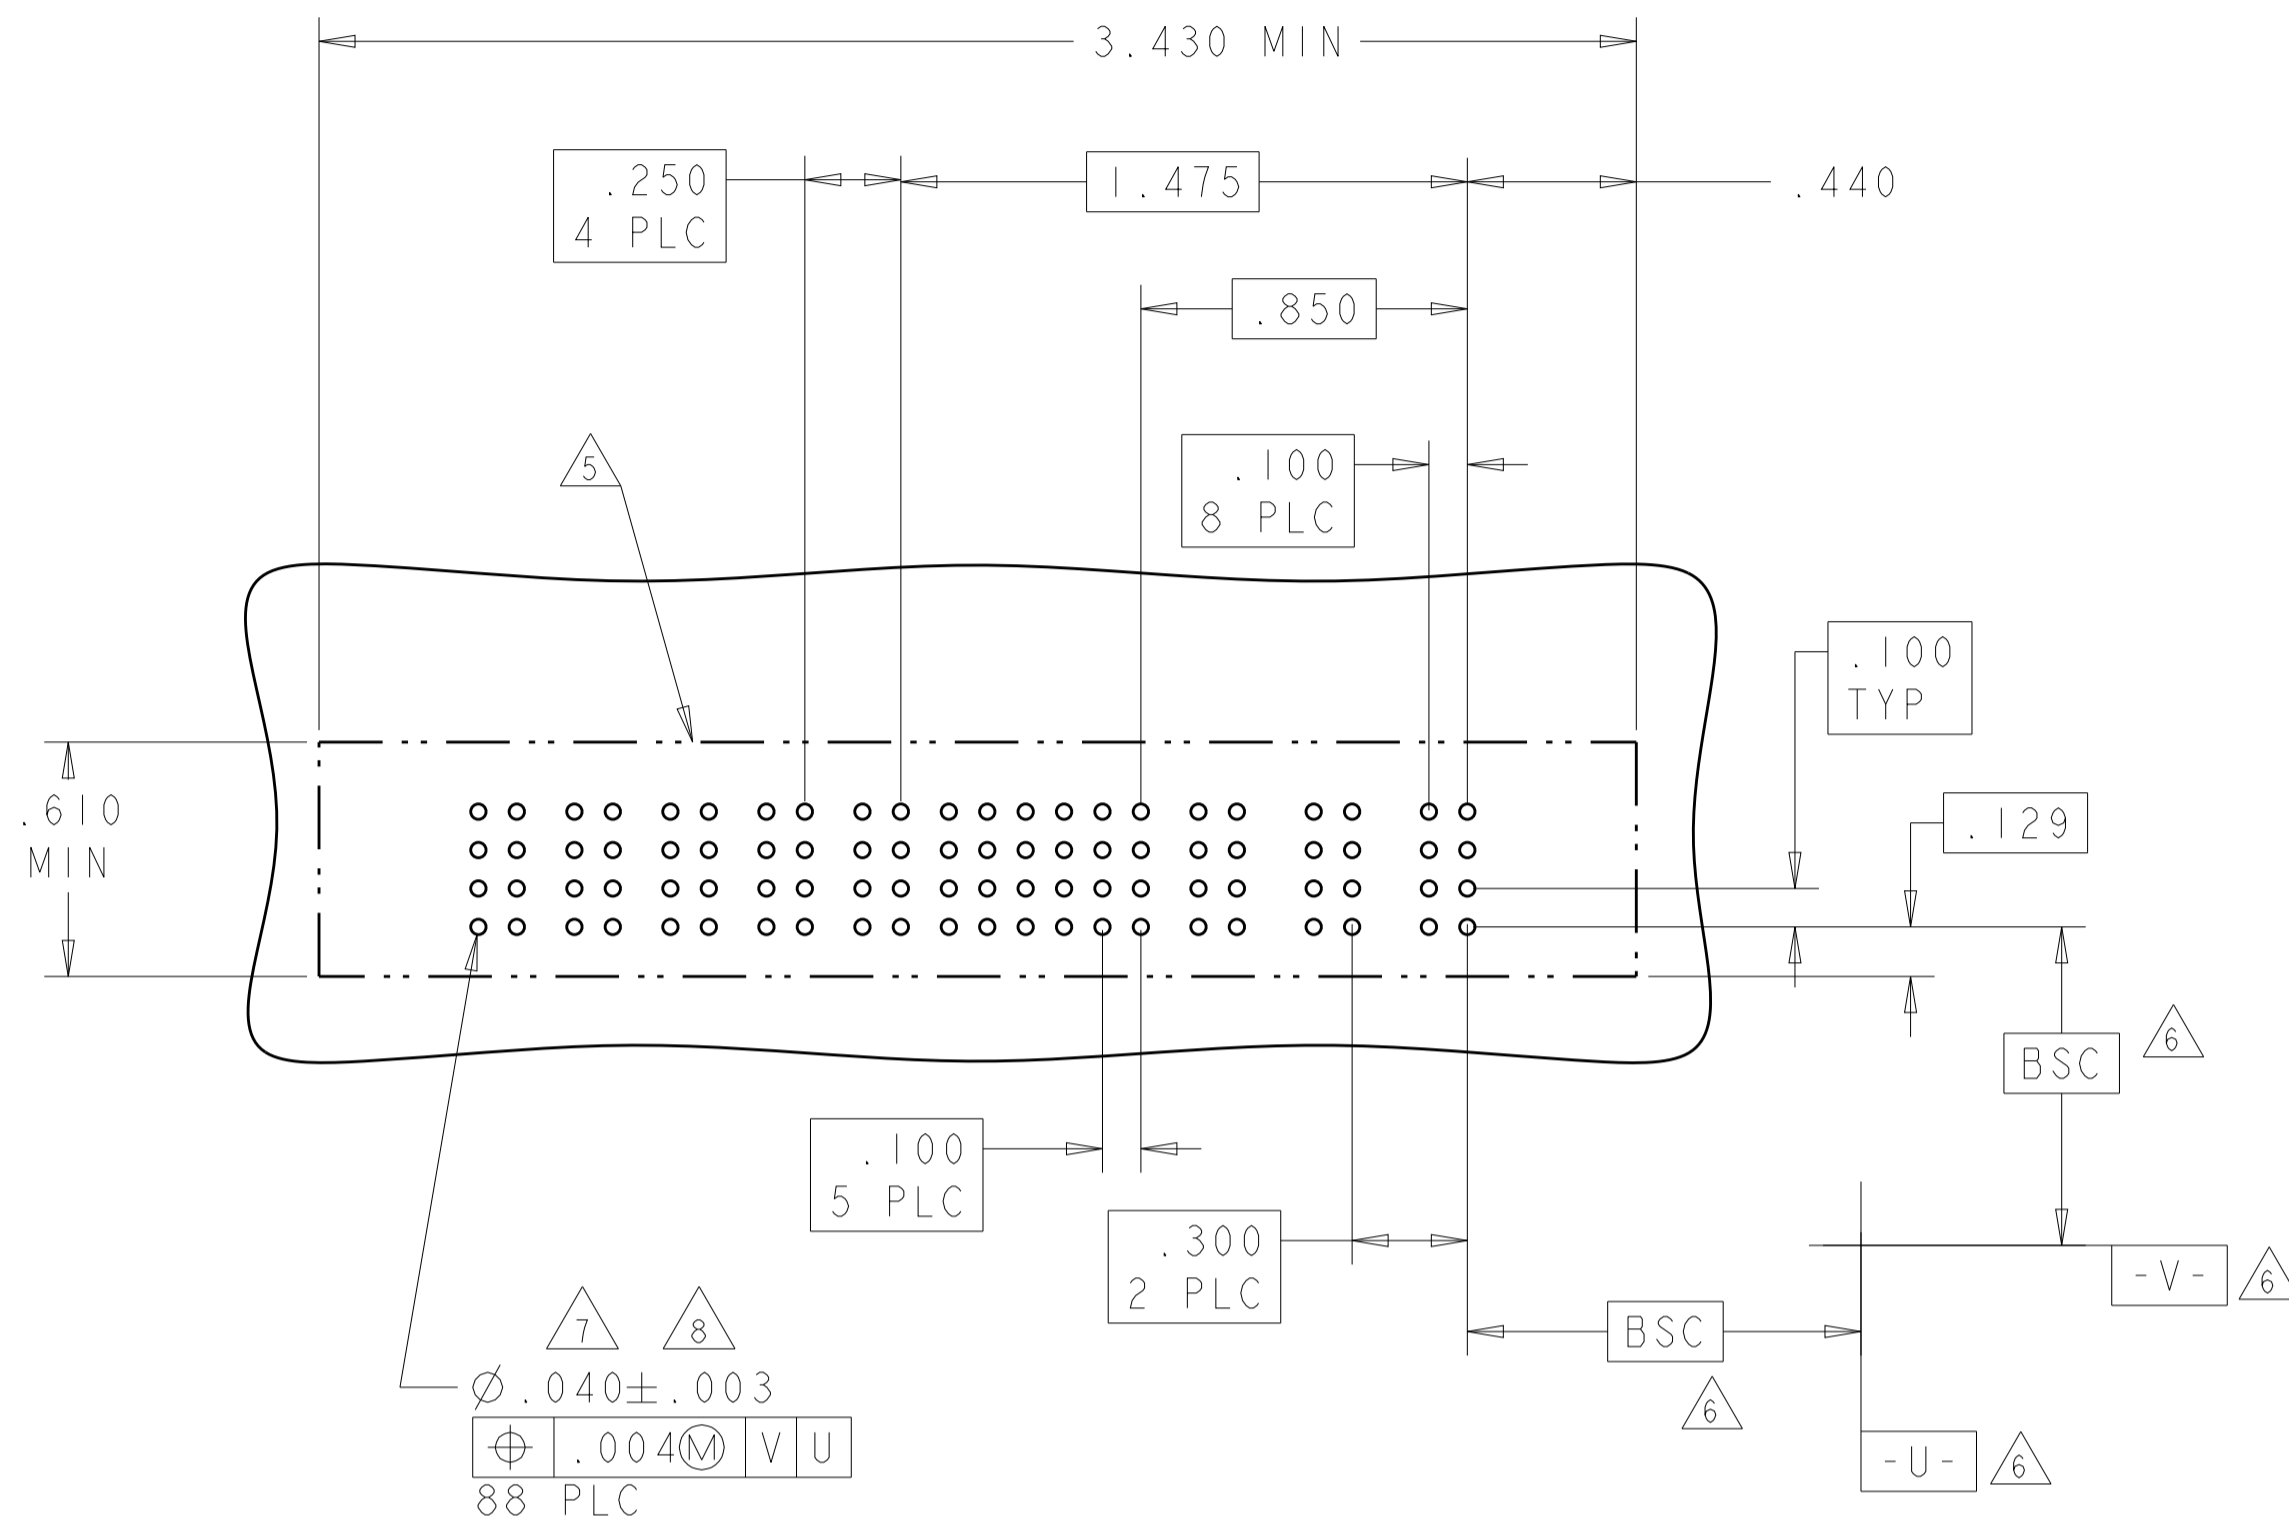 3.430 MIN
.250
4 PLC
1.475
.440
.850
.100
8 PLC
5
.100
TYP
.610
MIN
.129
BSC
6
.100
5 PLC
.300
2 PLC
-V-
6
BSC
6
7
8
Ø.040±.003
⌖ .004Ⓜ V U
88 PLC
-U-
6